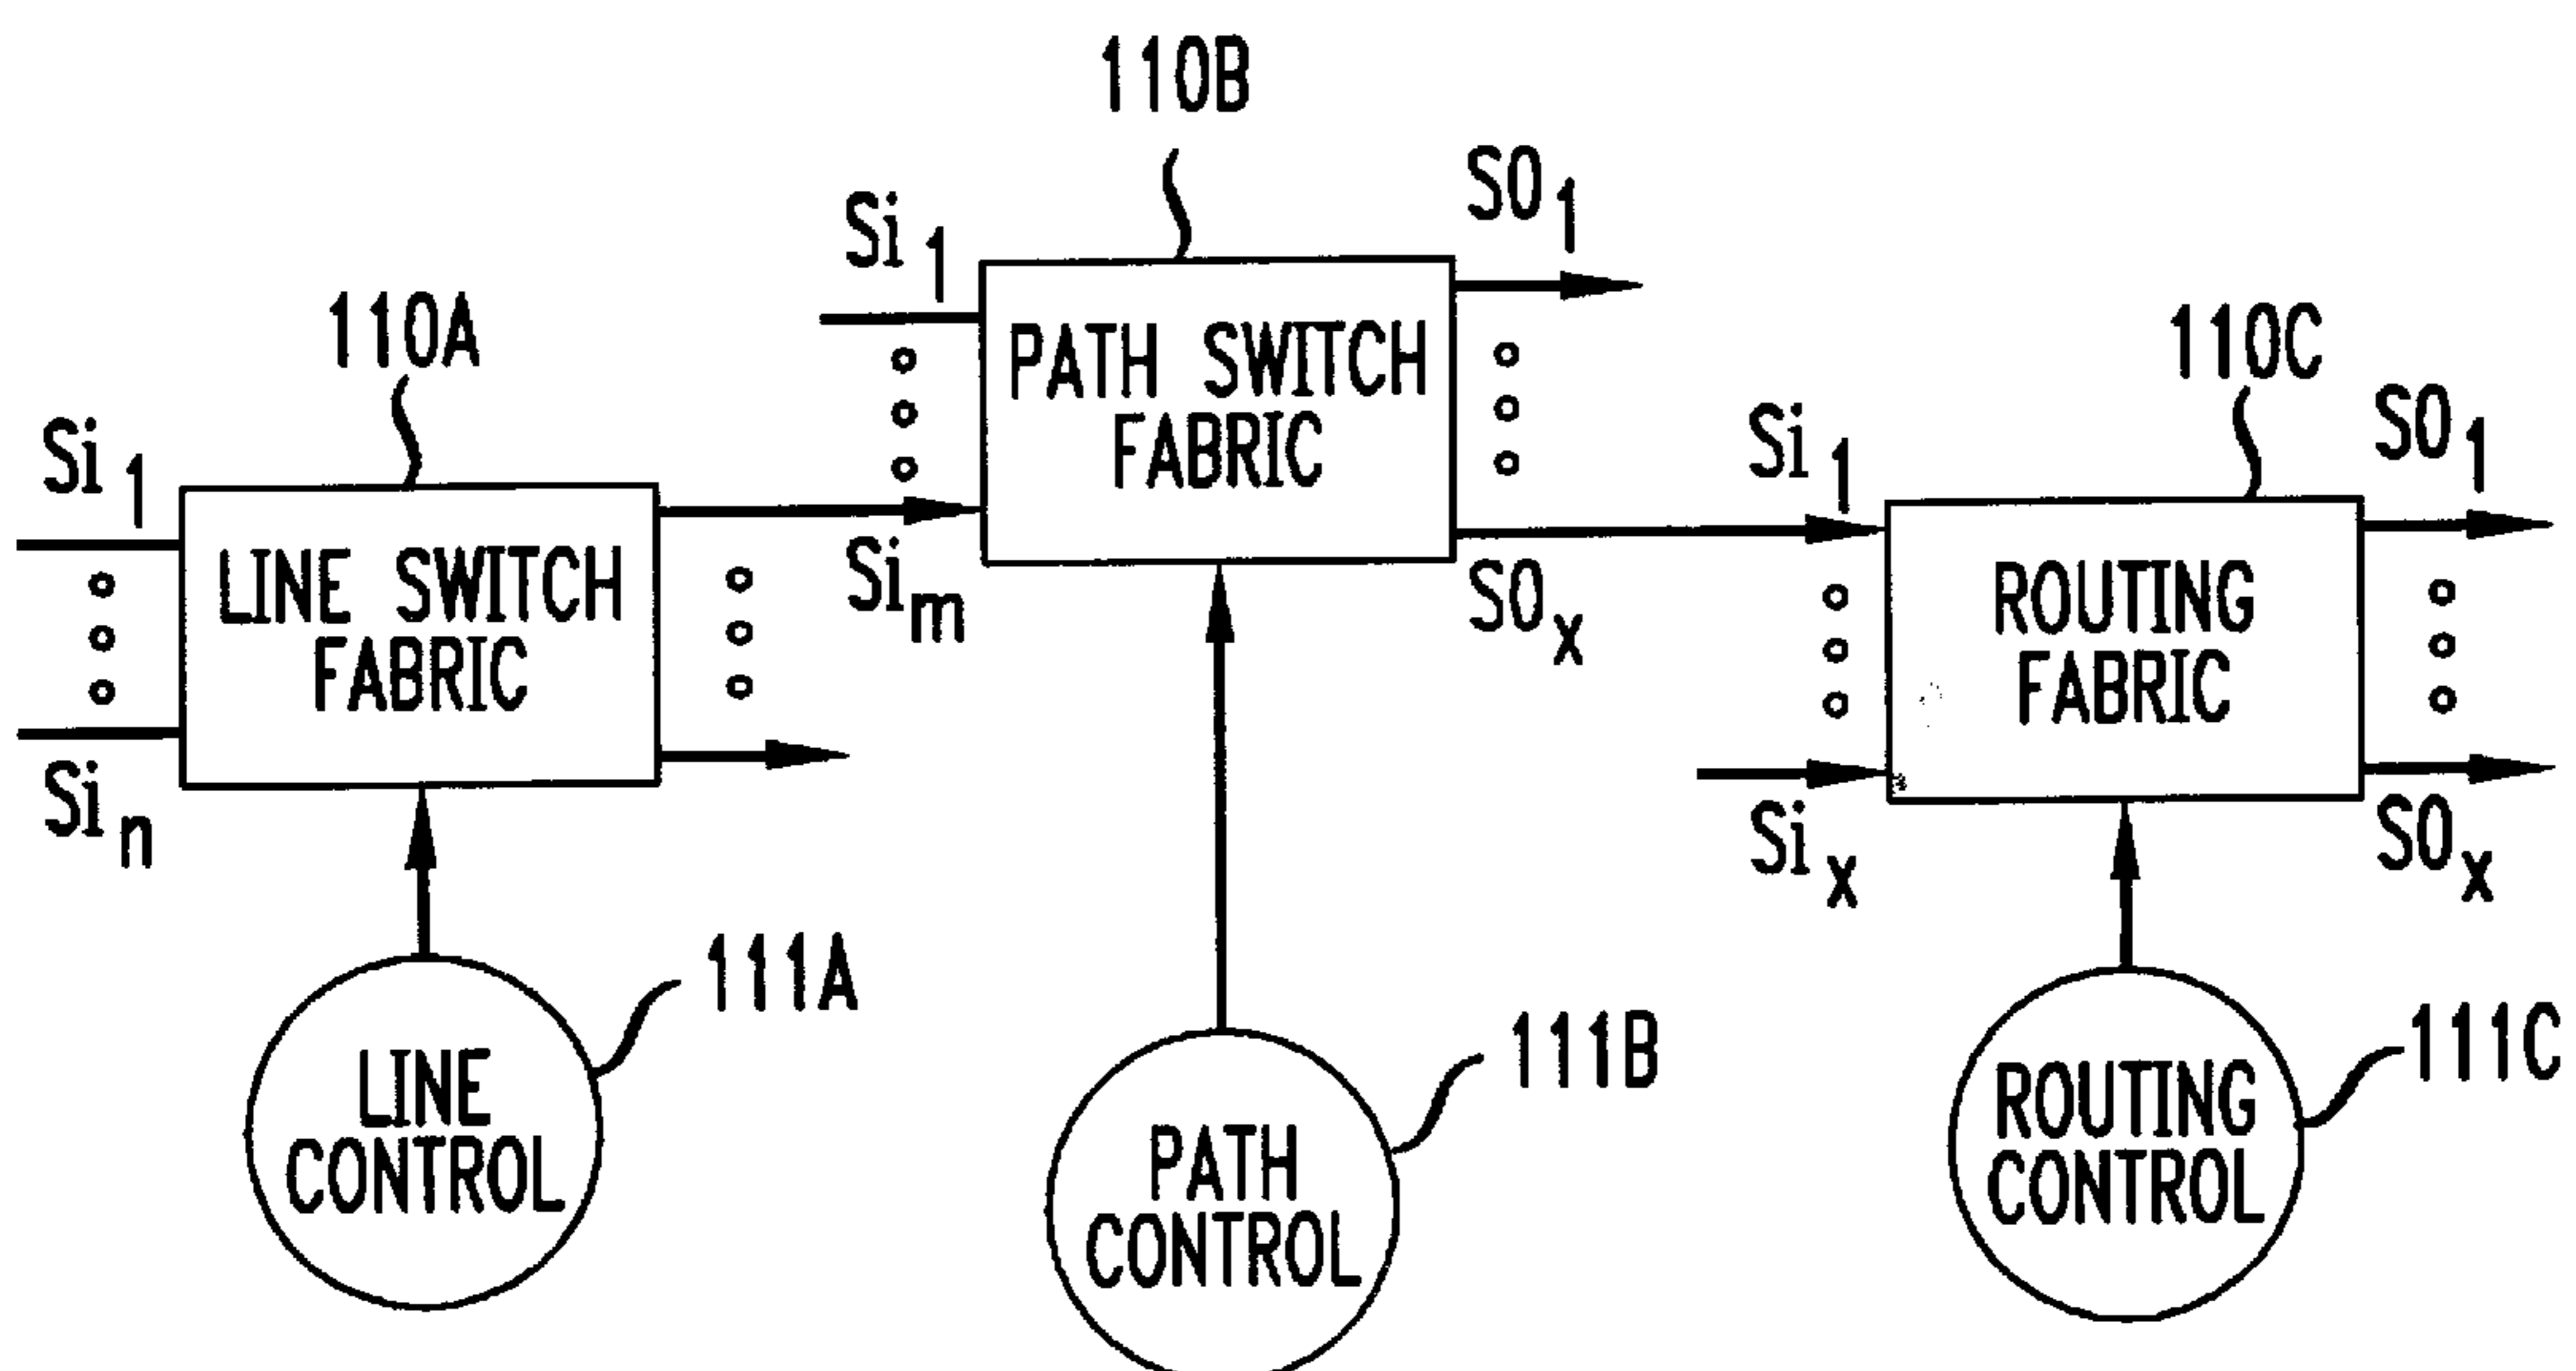 110B
Si1
SO1
110A
PATH SWITCH
FABRIC
110C
Si1
LINE SWITCH
FABRIC
Sim
SOx
Si1
SO1
ROUTING
FABRIC
Sin
Six
SOx
111A
LINE
CONTROL
111B
PATH
CONTROL
111C
ROUTING
CONTROL